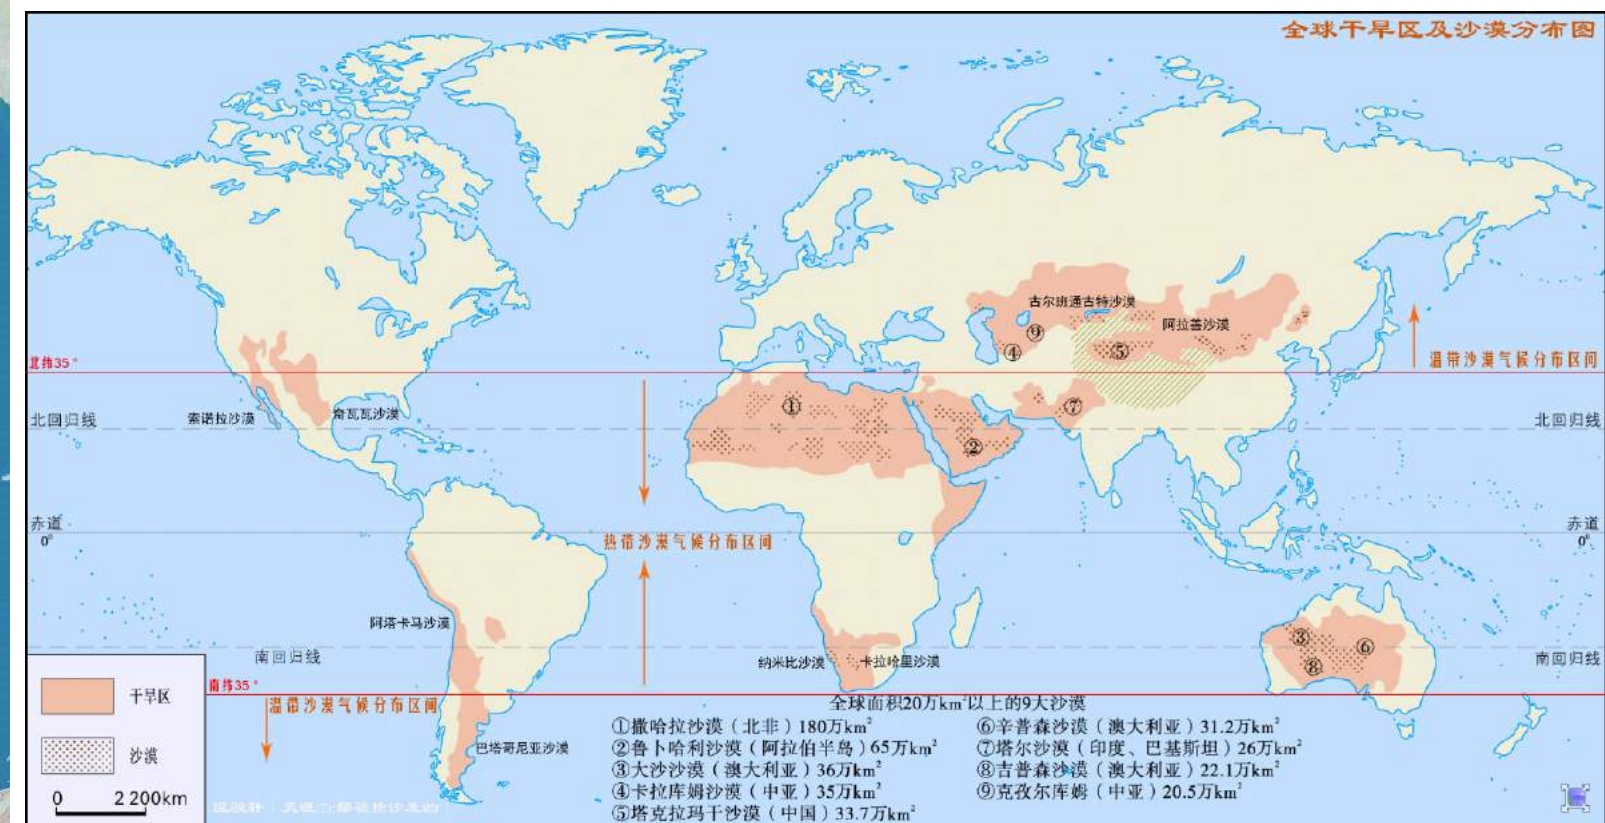 全球干旱区及沙漠分布图
古尔班通古特沙漠
阿拉善沙漠
⑨
④
⑤
北纬35°
温带沙漠气候分布区间
索诺拉沙漠
奇瓦瓦沙漠
①
⑦
北回归线
北回归线
②
赤道
0°
赤道
0°
热带沙漠气候分布区间
阿塔卡马沙漠
③
⑥
⑧
南回归线
纳米比沙漠
卡拉哈里沙漠
南回归线
南纬35°
温带沙漠气候分布区间
巴塔哥尼亚沙漠
干旱区
沙漠
0 2 200km
全球面积20万km²以上的9大沙漠
①撒哈拉沙漠（北非）180万km²
②鲁卜哈利沙漠（阿拉伯半岛）65万km²
③大沙沙漠（澳大利亚）36万km²
④卡拉库姆沙漠（中亚）35万km²
⑤塔克拉玛干沙漠（中国）33.7万km²
⑥辛普森沙漠（澳大利亚）31.2万km²
⑦塔尔沙漠（印度、巴基斯坦）26万km²
⑧吉普森沙漠（澳大利亚）22.1万km²
⑨克孜尔库姆（中亚）20.5万km²